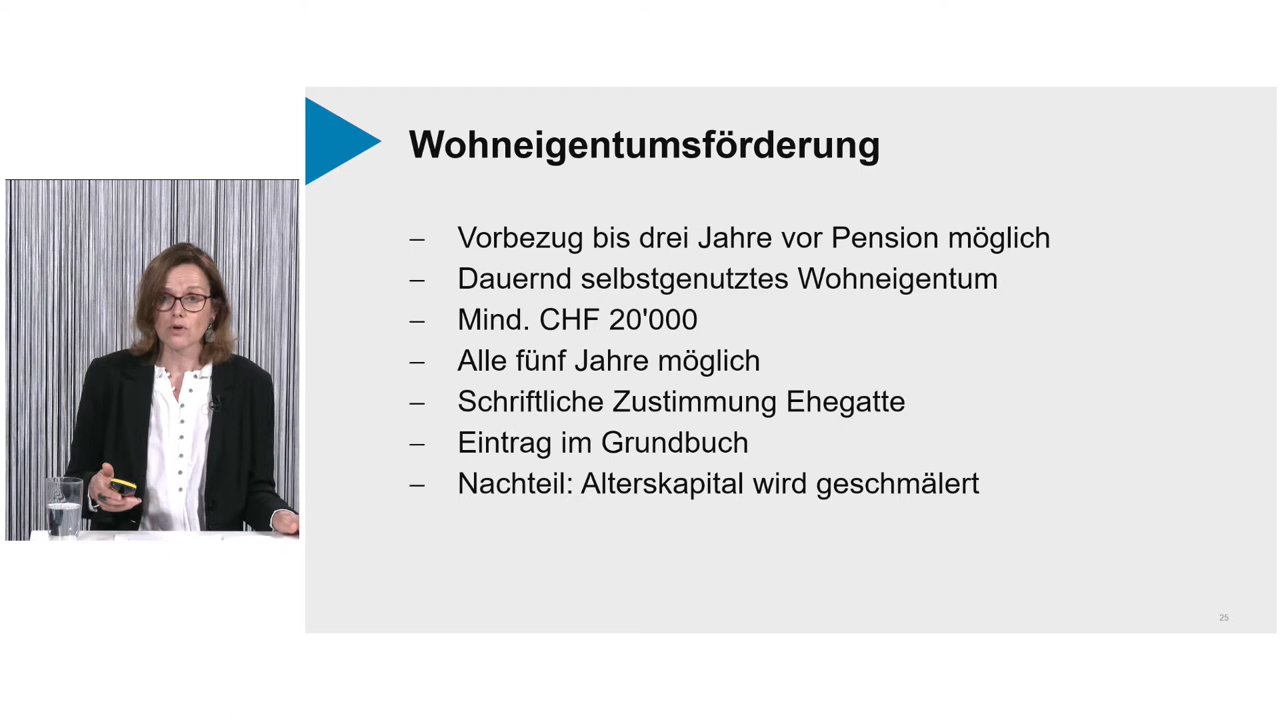 Wohneigentumsförderung
– Vorbezug bis drei Jahre vor Pension möglich
– Dauernd selbstgenutztes Wohneigentum
– Mind. CHF 20'000
– Alle fünf Jahre möglich
– Schriftliche Zustimmung Ehegatte
– Eintrag im Grundbuch
– Nachteil: Alterskapital wird geschmälert
25